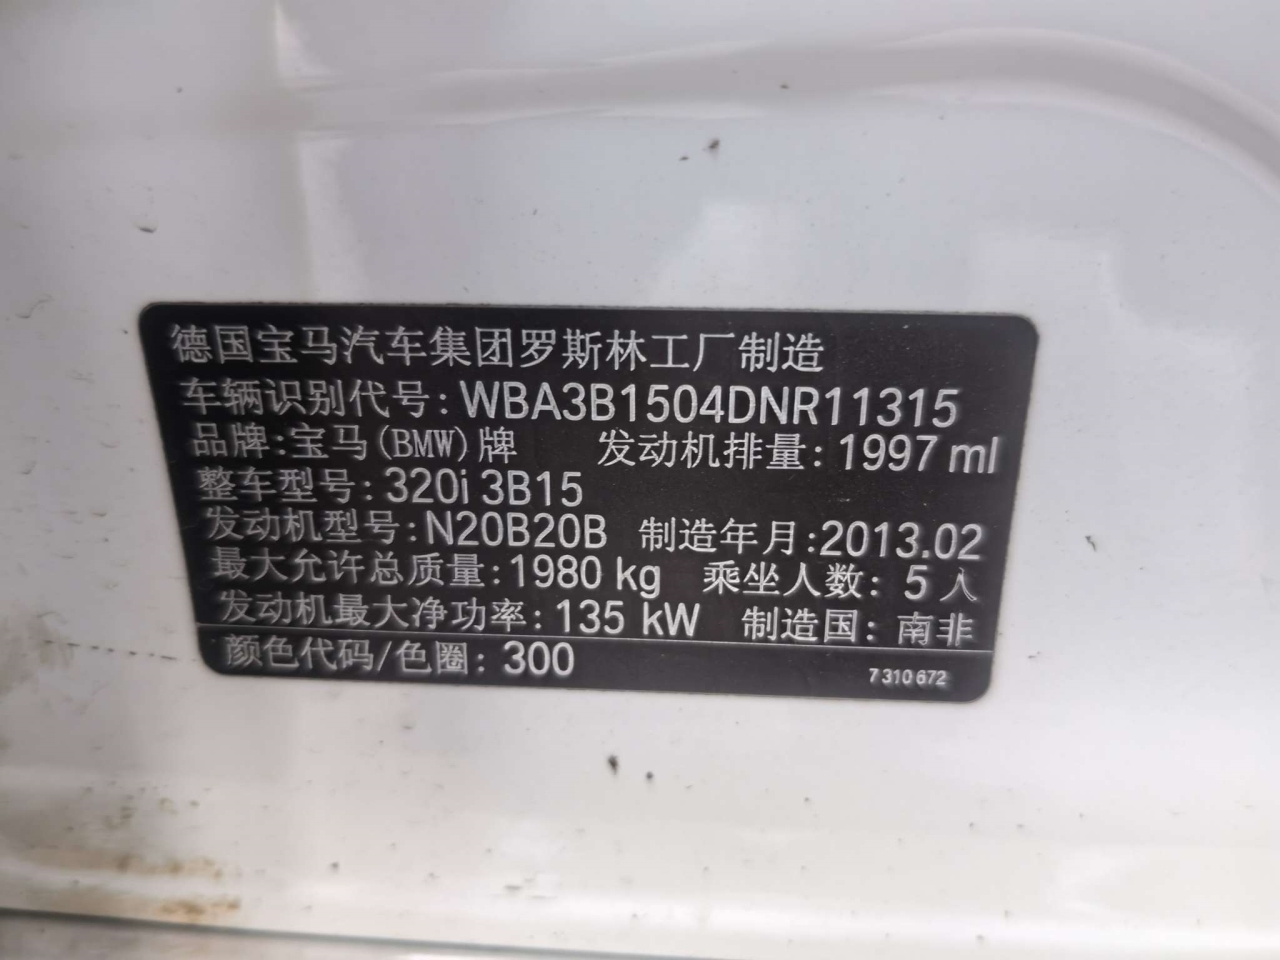 德国宝马汽车集团罗斯林工厂制造
车辆识别代号: WBA3B1504DNR11315
品牌: 宝马(BMW)牌 发动机排量: 1997 ml
整车型号: 320i 3B15
发动机型号: N20B20B 制造年月: 2013.02
最大允许总质量: 1980 kg 乘坐人数: 5 人
发动机最大净功率: 135 kW 制造国: 南非
颜色代码/色圈: 300 7 310 672